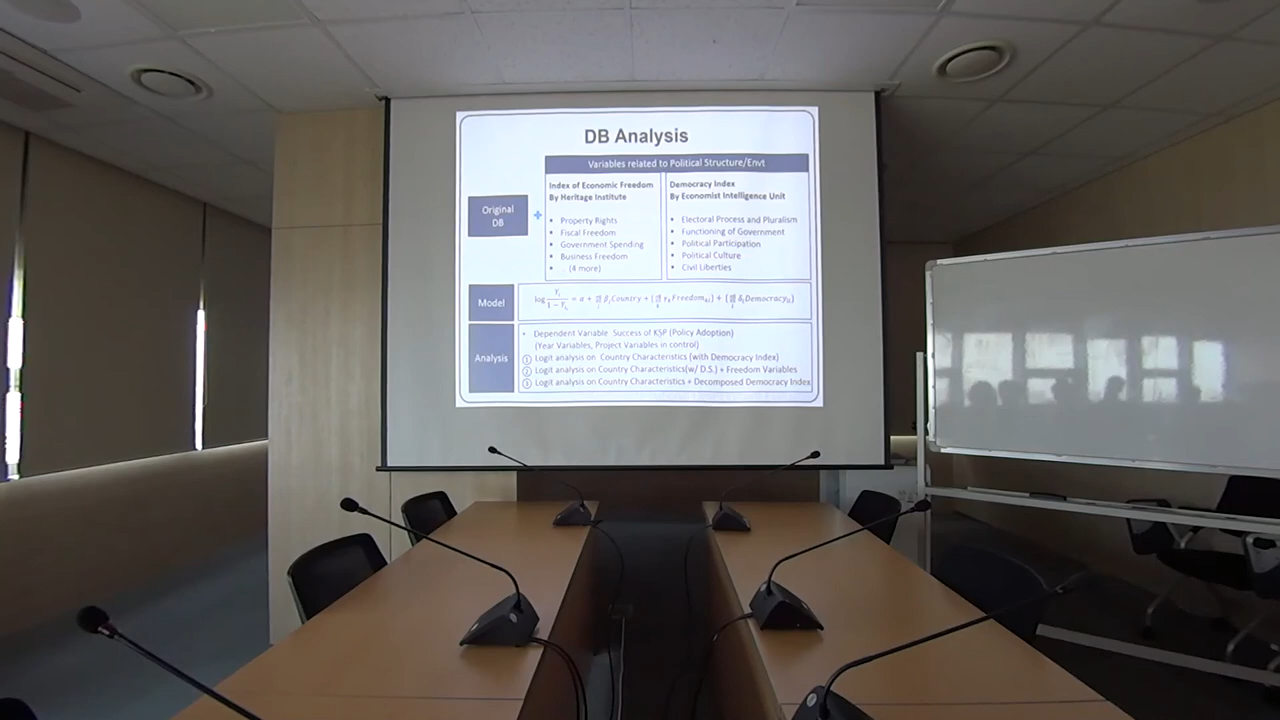 DB Analysis
Variables related to Political Structure/Envt
Original
DB
Index of Economic Freedom
By Heritage Institute
• Property Rights
• Fiscal Freedom
• Government Spending
• Business Freedom
• (4 more)
Democracy Index
By Economist Intelligence Unit
• Electoral Process and Pluralism
• Functioning of Government
• Political Participation
• Political Culture
• Civil Liberties
Model
log = α + Country + Freedom + Democracy
Analysis
• Dependent Variable Success of KSP (Policy Adoption)
(Year Variables, Project Variables in control)
① Logit analysis on Country Characteristics (with Democracy Index)
② Logit analysis on Country Characteristics(w/ D.S.) + Freedom Variables
③ Logit analysis on Country Characteristics + Decomposed Democracy Index